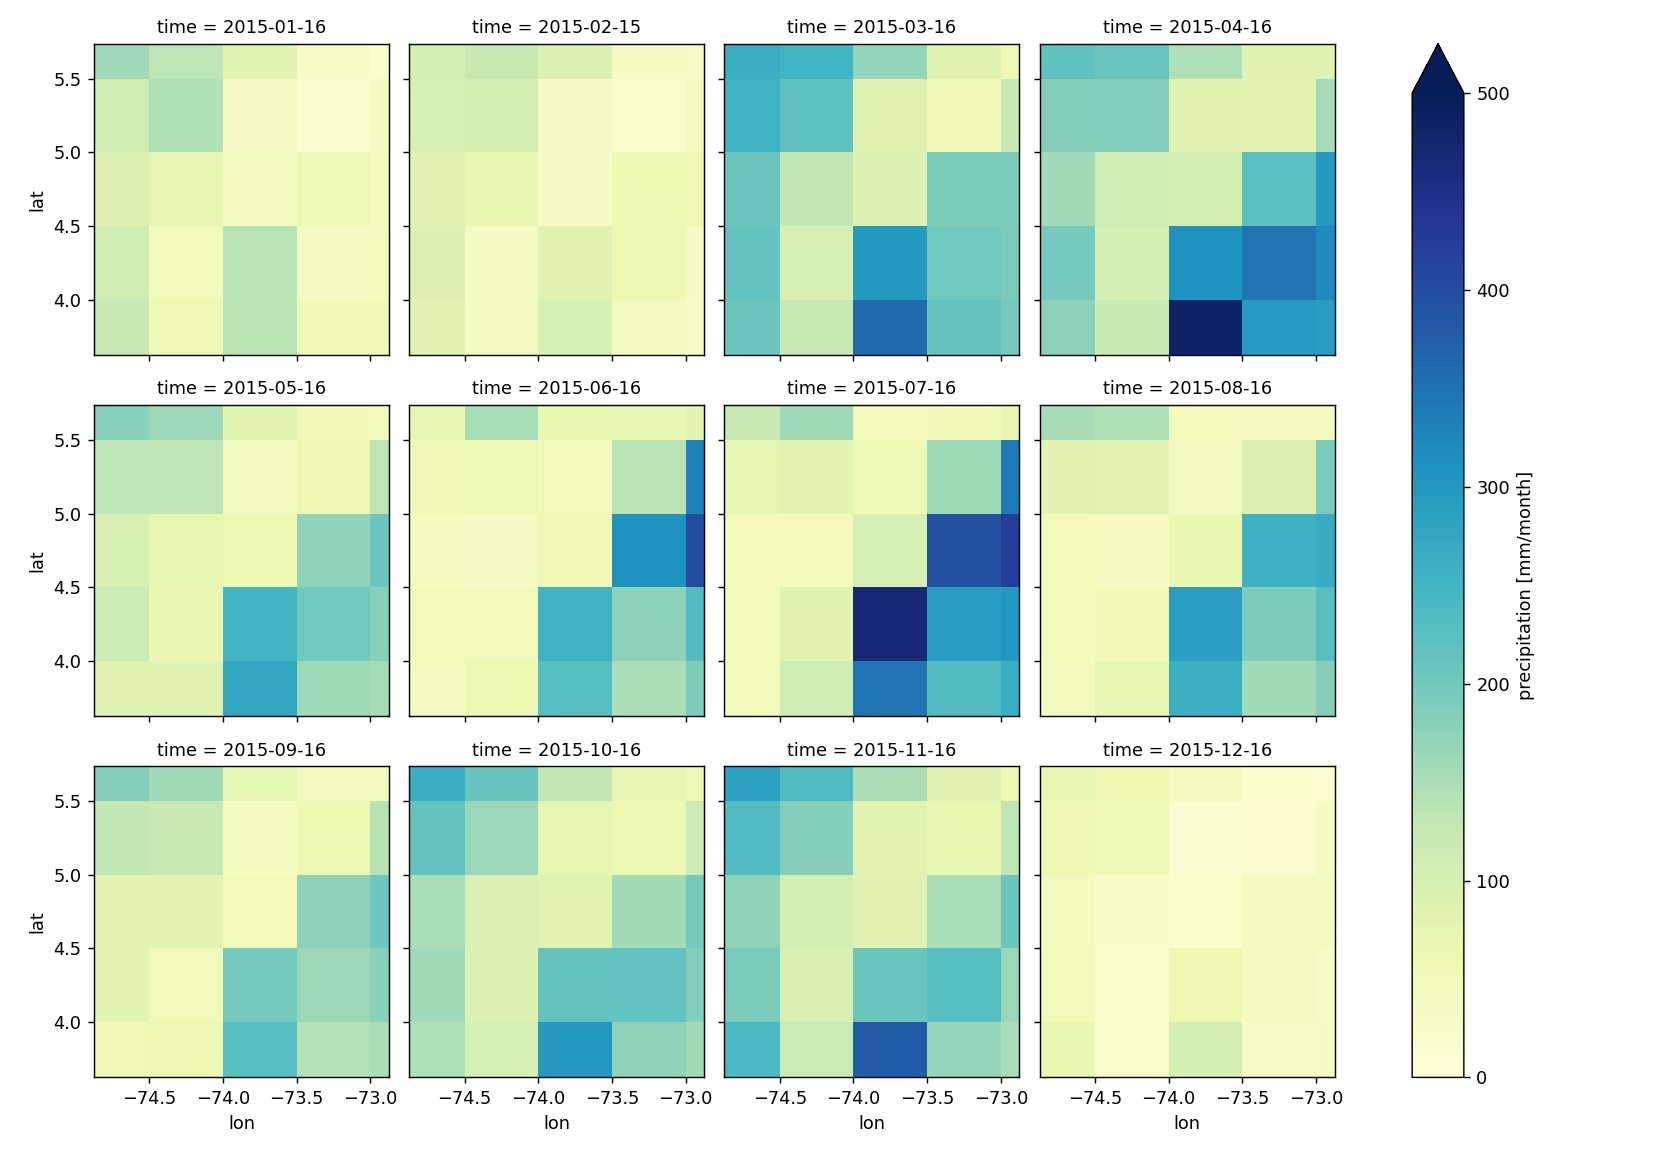 time = 2015-01-16 time = 2015-02-15 time = 2015-03-16 time = 2015-04-16
5.5
5.0
4.5
4.0
lat
time = 2015-05-16 time = 2015-06-16 time = 2015-07-16 time = 2015-08-16
5.5
5.0
4.5
4.0
lat
time = 2015-09-16 time = 2015-10-16 time = 2015-11-16 time = 2015-12-16
5.5
5.0
4.5
4.0
lat
−74.5 −74.0 −73.5 −73.0 −74.5 −74.0 −73.5 −73.0 −74.5 −74.0 −73.5 −73.0 −74.5 −74.0 −73.5 −73.0
lon lon lon lon
500
400
300
200
100
0
precipitation [mm/month]